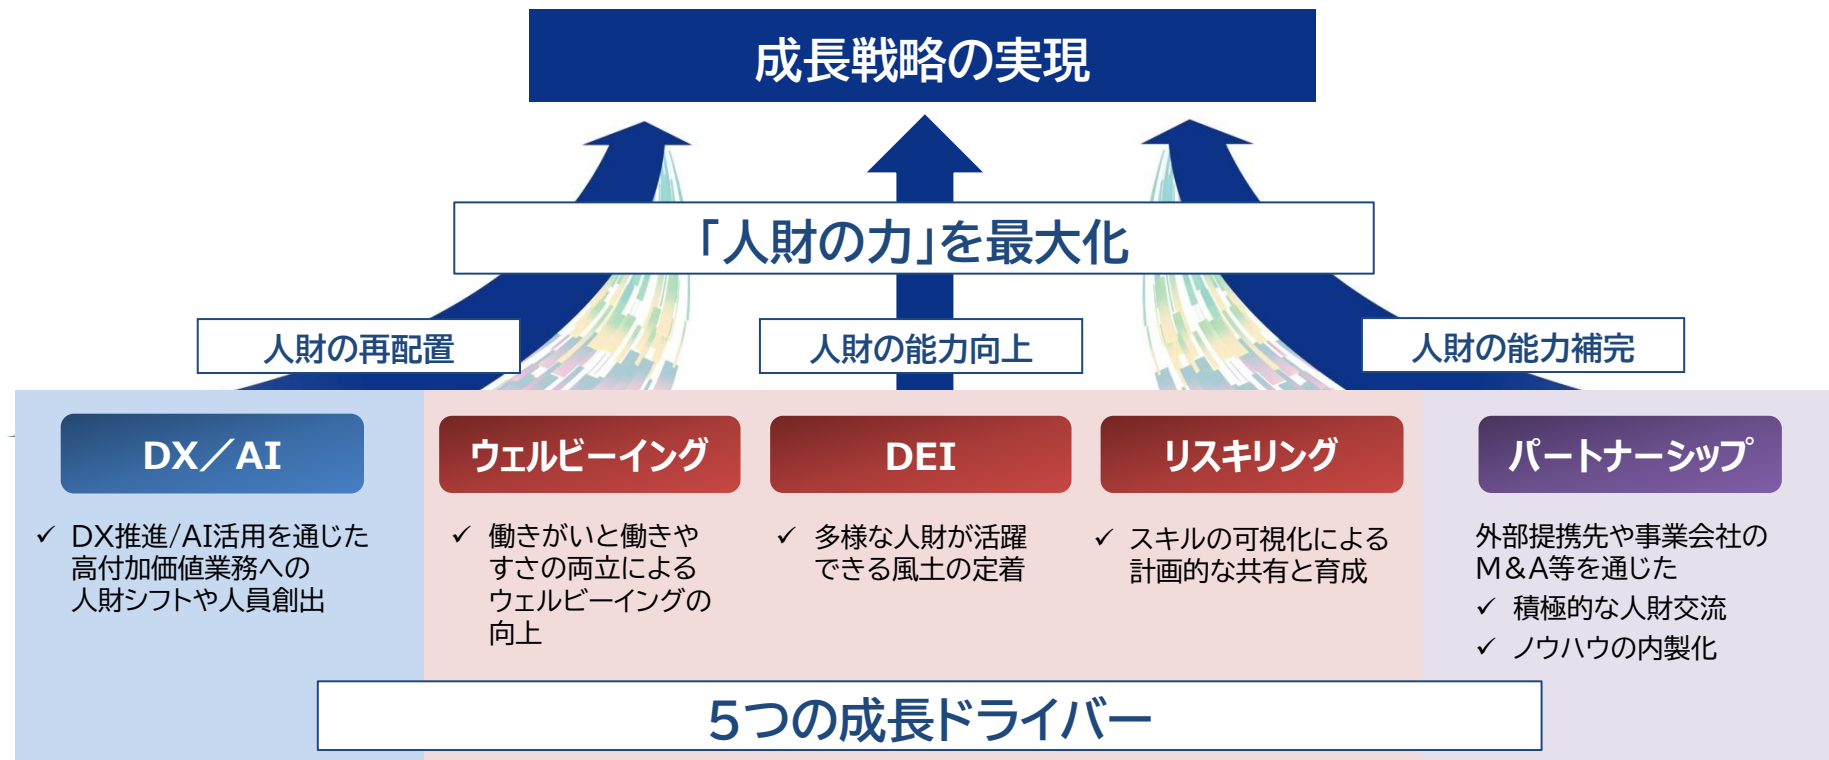 成長戦略の実現
「人財の力」を最大化
人財の再配置
人財の能力向上
人財の能力補完
DX／AI
✓ DX推進/AI活用を通じた
高付加価値業務への
人財シフトや人員創出
ウェルビーイング
✓ 働きがいと働きや
すさの両立による
ウェルビーイングの
向上
DEI
✓ 多様な人財が活躍
できる風土の定着
リスキリング
✓ スキルの可視化による
計画的な共有と育成
パートナーシップ
外部提携先や事業会社の
M＆A等を通じた
✓ 積極的な人財交流
✓ ノウハウの内製化
5つの成長ドライバー